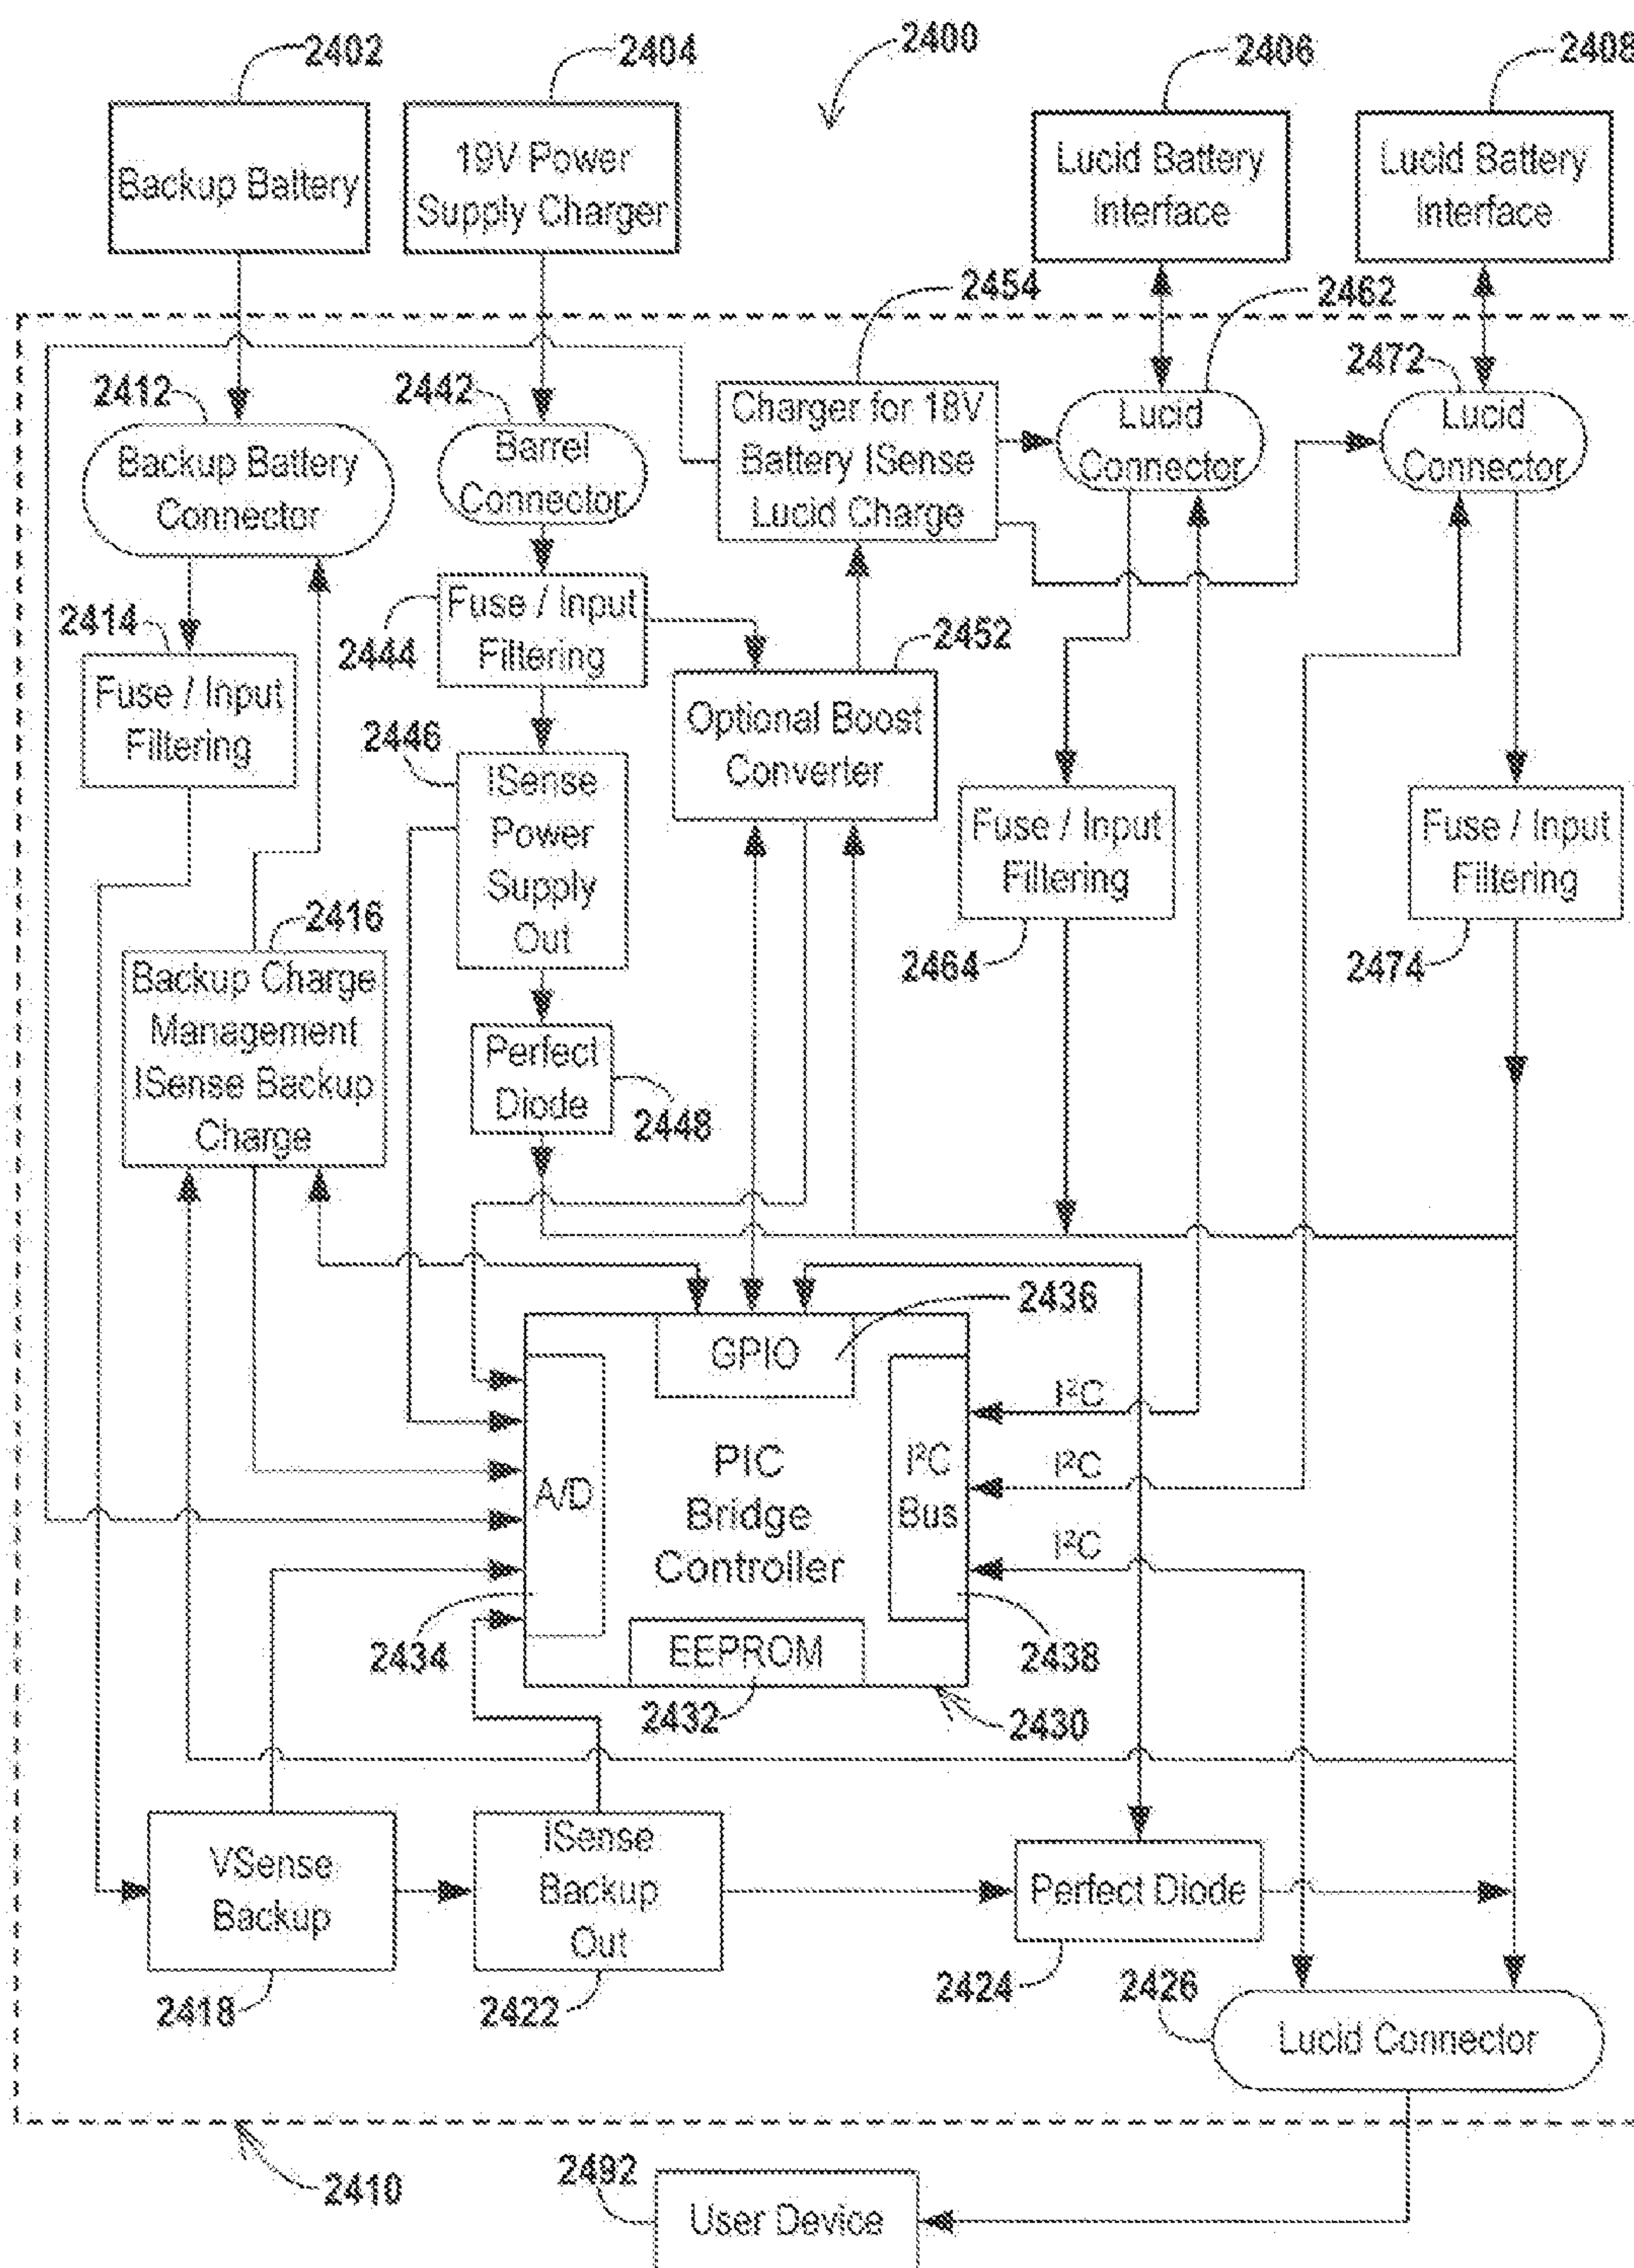 2402
2404
2400
2406
2408
Backup Battery
19V Power
Supply Charger
Lucid Battery
Interface
Lucid Battery
Interface
2454
2462
2412
2442
2472
Backup Battery
Connector
Barrel
Connector
Charger for 18V
Battery ISense
Lucid Charge
Lucid
Connector
Lucid
Connector
2414
Fuse / Input
Filtering
2444
Fuse / Input
Filtering
2452
2446
Optional Boost
Converter
ISense
Power
Supply
Out
Fuse / Input
Filtering
2464
Fuse / Input
Filtering
2474
2416
Backup Charge
Management
ISense Backup
Charge
Perfect
Diode
2448
2436
GPIO
I²C
I²C
I²C
A/D
PIC
Bridge
Controller
I²C
Bus
2434
EEPROM
2438
2432
2430
VSense
Backup
ISense
Backup
Out
Perfect Diode
2418
2422
2424
2426
Lucid Connector
2410
2492
User Device